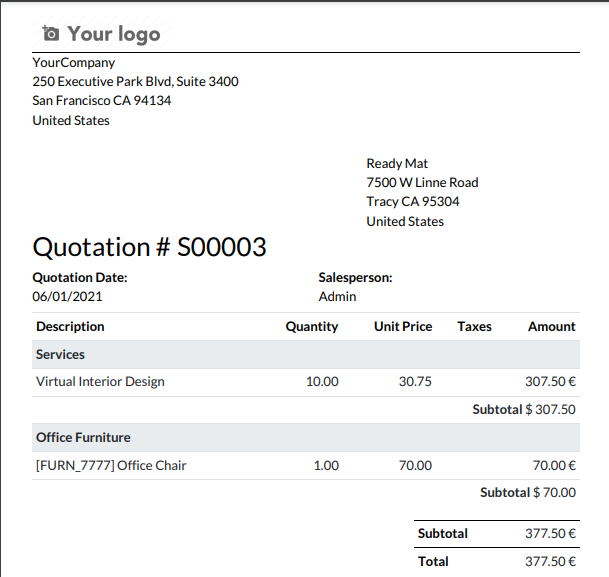 Your logo
YourCompany
250 Executive Park Blvd, Suite 3400
San Francisco CA 94134
United States
Ready Mat
7500 W Linne Road
Tracy CA 95304
United States
Quotation # S00003
Quotation Date: Salesperson:
06/01/2021 Admin
Description Quantity Unit Price Taxes Amount
Services
Virtual Interior Design 10.00 30.75 307.50 €
Subtotal $ 307.50
Office Furniture
[FURN_7777] Office Chair 1.00 70.00 70.00 €
Subtotal $ 70.00
Subtotal 377.50 €
Total 377.50 €